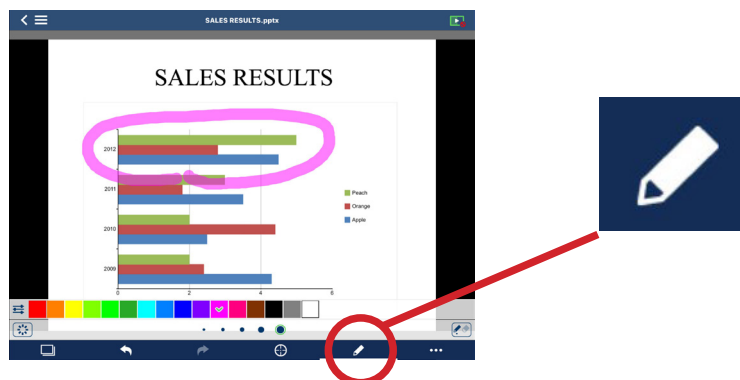 SALES RESULTS.pptx
SALES RESULTS
2012
2011
2010
2009
Peach
Orange
Apple
0 2 4 6